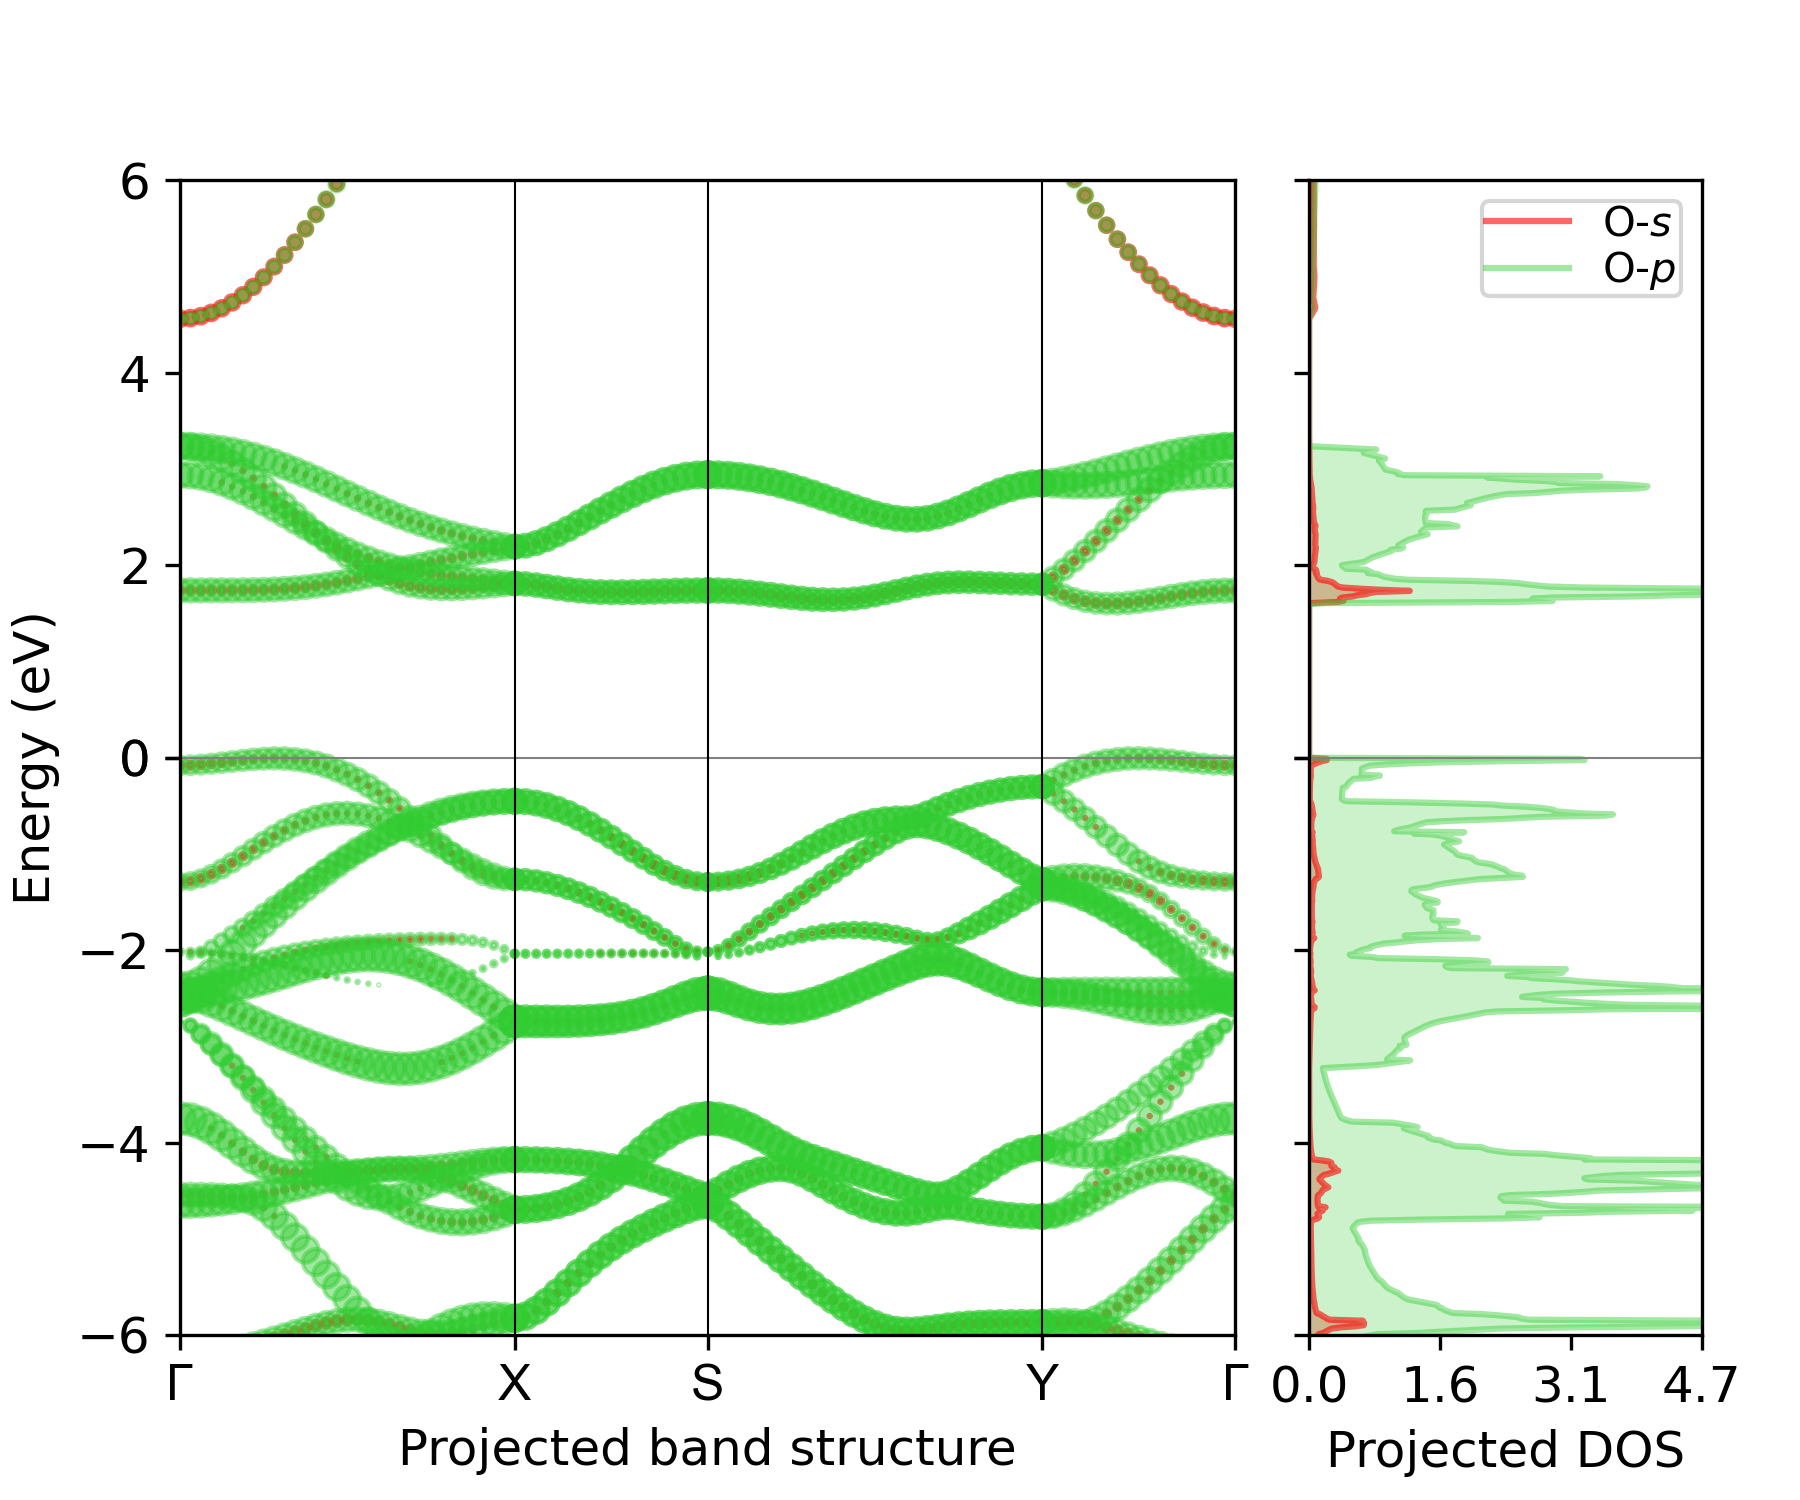 6
4
2
0
−2
−4
−6
Energy (eV)
Γ X S Y Γ
Projected band structure
O-s
O-p
0.0 1.6 3.1 4.7
Projected DOS